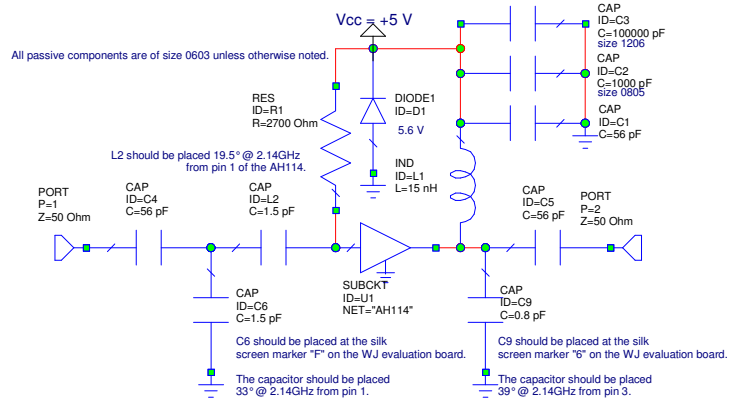 Vcc = +5 V
CAP
ID=C3
C=100000 pF
size 1206
All passive components are of size 0603 unless otherwise noted.
CAP
ID=C2
C=1000 pF
size 0805
RES
ID=R1
R=2700 Ohm
DIODE1
ID=D1
5.6 V
CAP
ID=C1
C=56 pF
L2 should be placed 19.5° @ 2.14GHz
from pin 1 of the AH114.
IND
ID=L1
L=15 nH
PORT
P=1
Z=50 Ohm
CAP
ID=C4
C=56 pF
CAP
ID=L2
C=1.5 pF
CAP
ID=C5
C=56 pF
PORT
P=2
Z=50 Ohm
SUBCKT
ID=U1
NET="AH114"
CAP
ID=C6
C=1.5 pF
CAP
ID=C9
C=0.8 pF
C6 should be placed at the silk
screen marker "F" on the WJ evaluation board.
The capacitor should be placed
33° @ 2.14GHz from pin 1.
C9 should be placed at the silk
screen marker "6" on the WJ evaluation board.
The capacitor should be placed
39° @ 2.14GHz from pin 3.